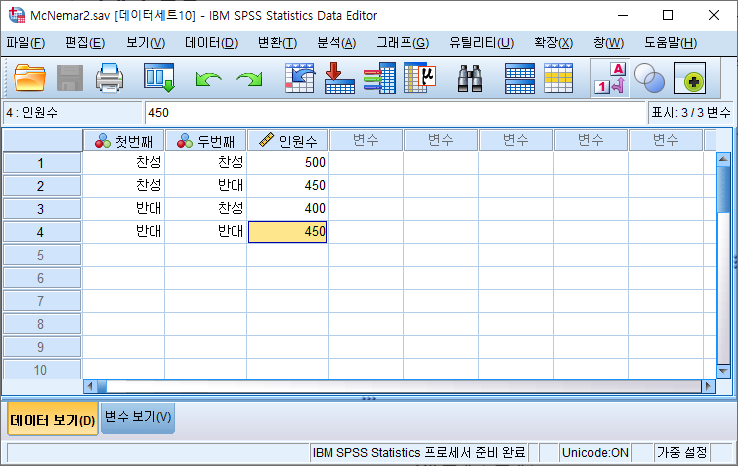 McNemar2.sav [데이터세트10] - IBM SPSS Statistics Data Editor
파일(F) 편집(E) 보기(V) 데이터(D) 변환(T) 분석(A) 그래프(G) 유틸리티(U) 확장(X) 창(W) 도움말(H)
4 : 인원수 450 표시: 3 / 3 변수
첫번째 두번째 인원수 변수 변수 변수 변수 변수
1 찬성 찬성 500
2 찬성 반대 450
3 반대 찬성 400
4 반대 반대 450
5
6
7
8
9
10
데이터 보기(D) 변수 보기(V)
IBM SPSS Statistics 프로세서 준비 완료 Unicode:ON 가중 설정